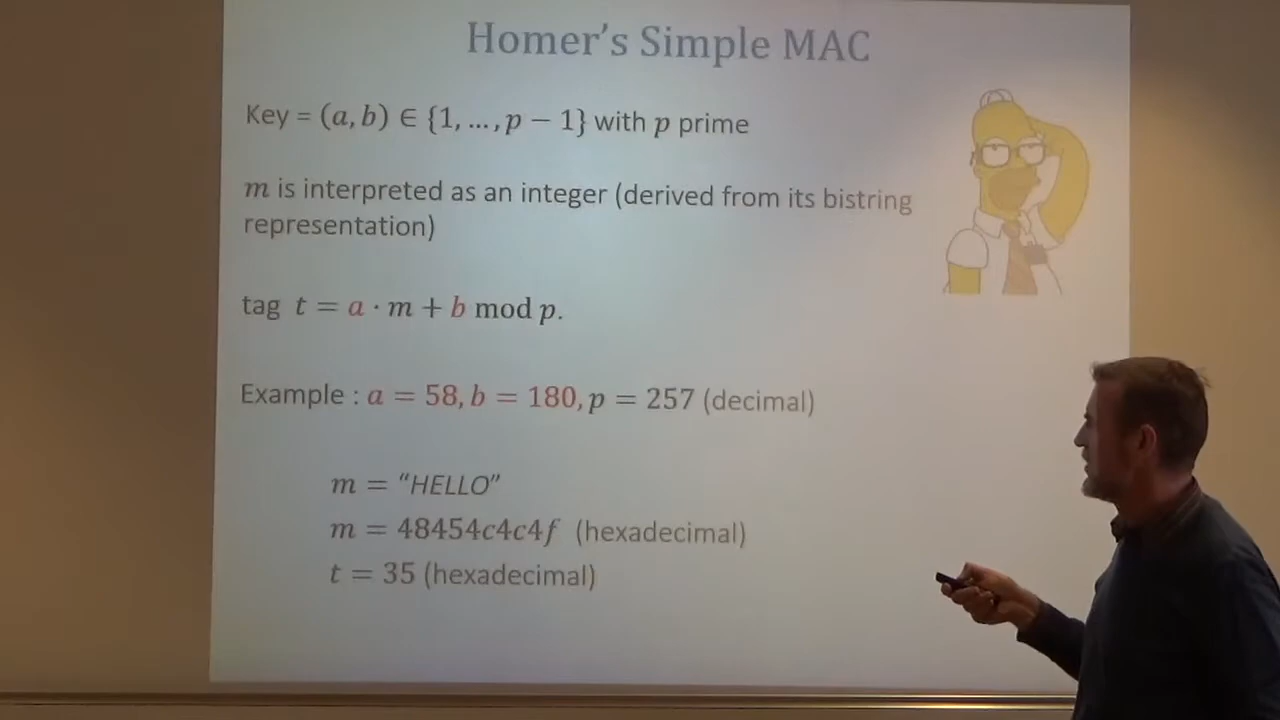 Homer's Simple MAC
Key = (a, b) ∈ {1, …, p − 1} with p prime
m is interpreted as an integer (derived from its bistring
representation)
tag t = a · m + b mod p.
Example : a = 58, b = 180, p = 257 (decimal)
m = "HELLO"
m = 48454c4c4f (hexadecimal)
t = 35 (hexadecimal)